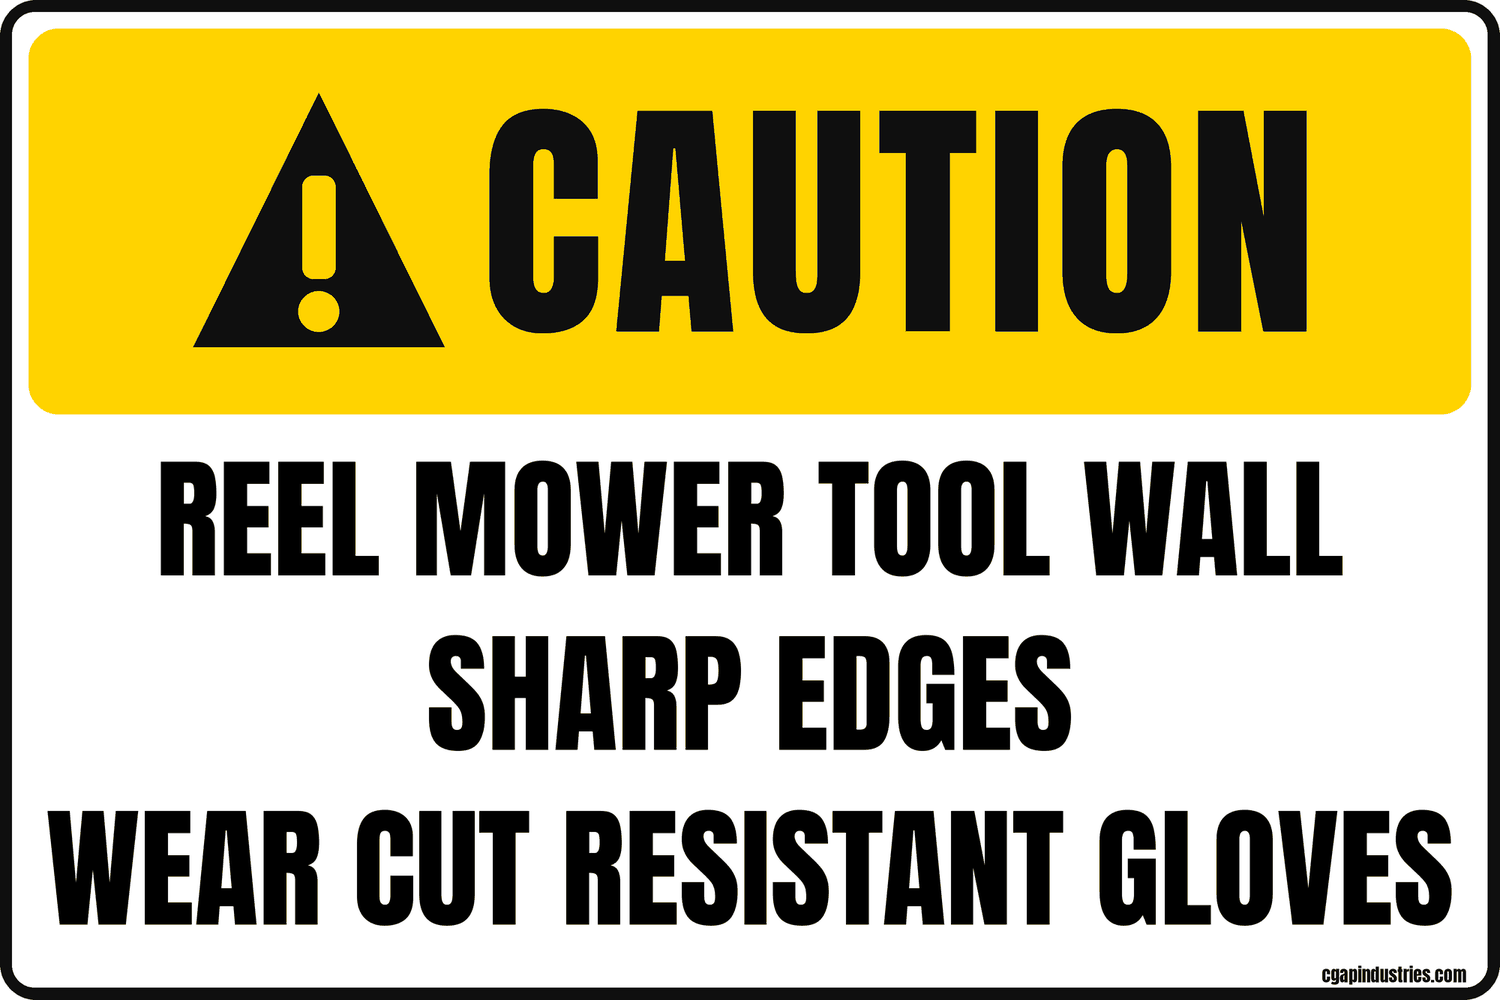 CAUTION
REEL MOWER TOOL WALL
SHARP EDGES
WEAR CUT RESISTANT GLOVES
cgapindustries.com